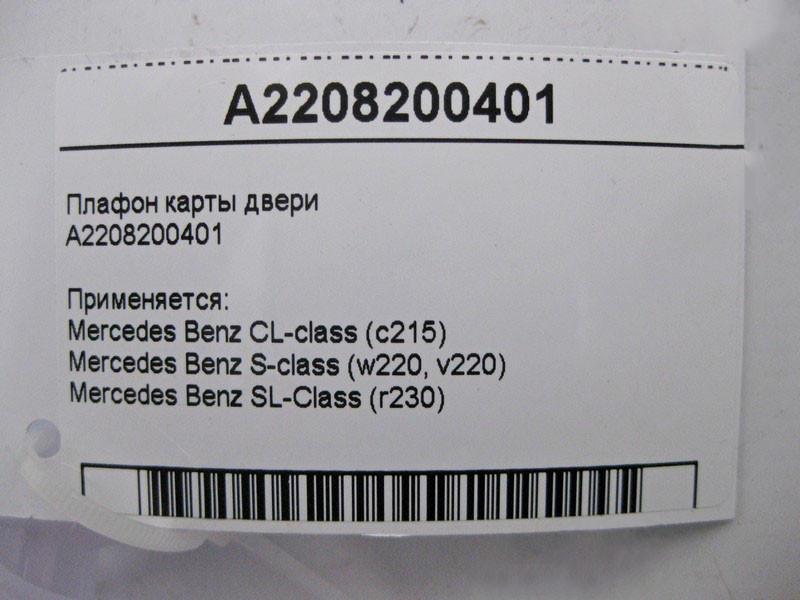 A2208200401
Плафон карты двери
A2208200401
Применяется:
Mercedes Benz CL-class (c215)
Mercedes Benz S-class (w220, v220)
Mercedes Benz SL-Class (r230)